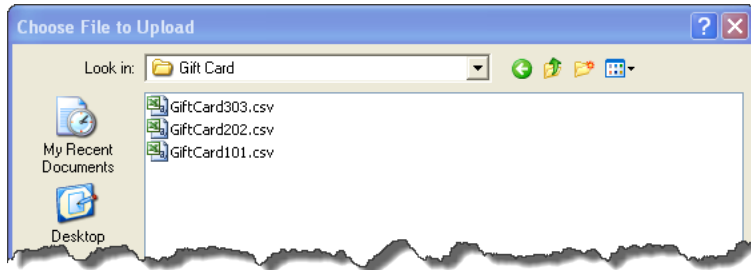 Choose File to Upload
Look in: Gift Card
GiftCard303.csv
GiftCard202.csv
GiftCard101.csv
My Recent
Documents
Desktop